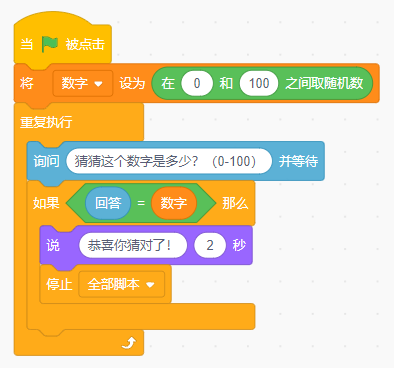 当 被点击
将 数字 设为 在 0 和 100 之间取随机数
重复执行
询问 猜猜这个数字是多少？（0-100） 并等待
如果 回答 = 数字 那么
说 恭喜你猜对了！ 2 秒
停止 全部脚本